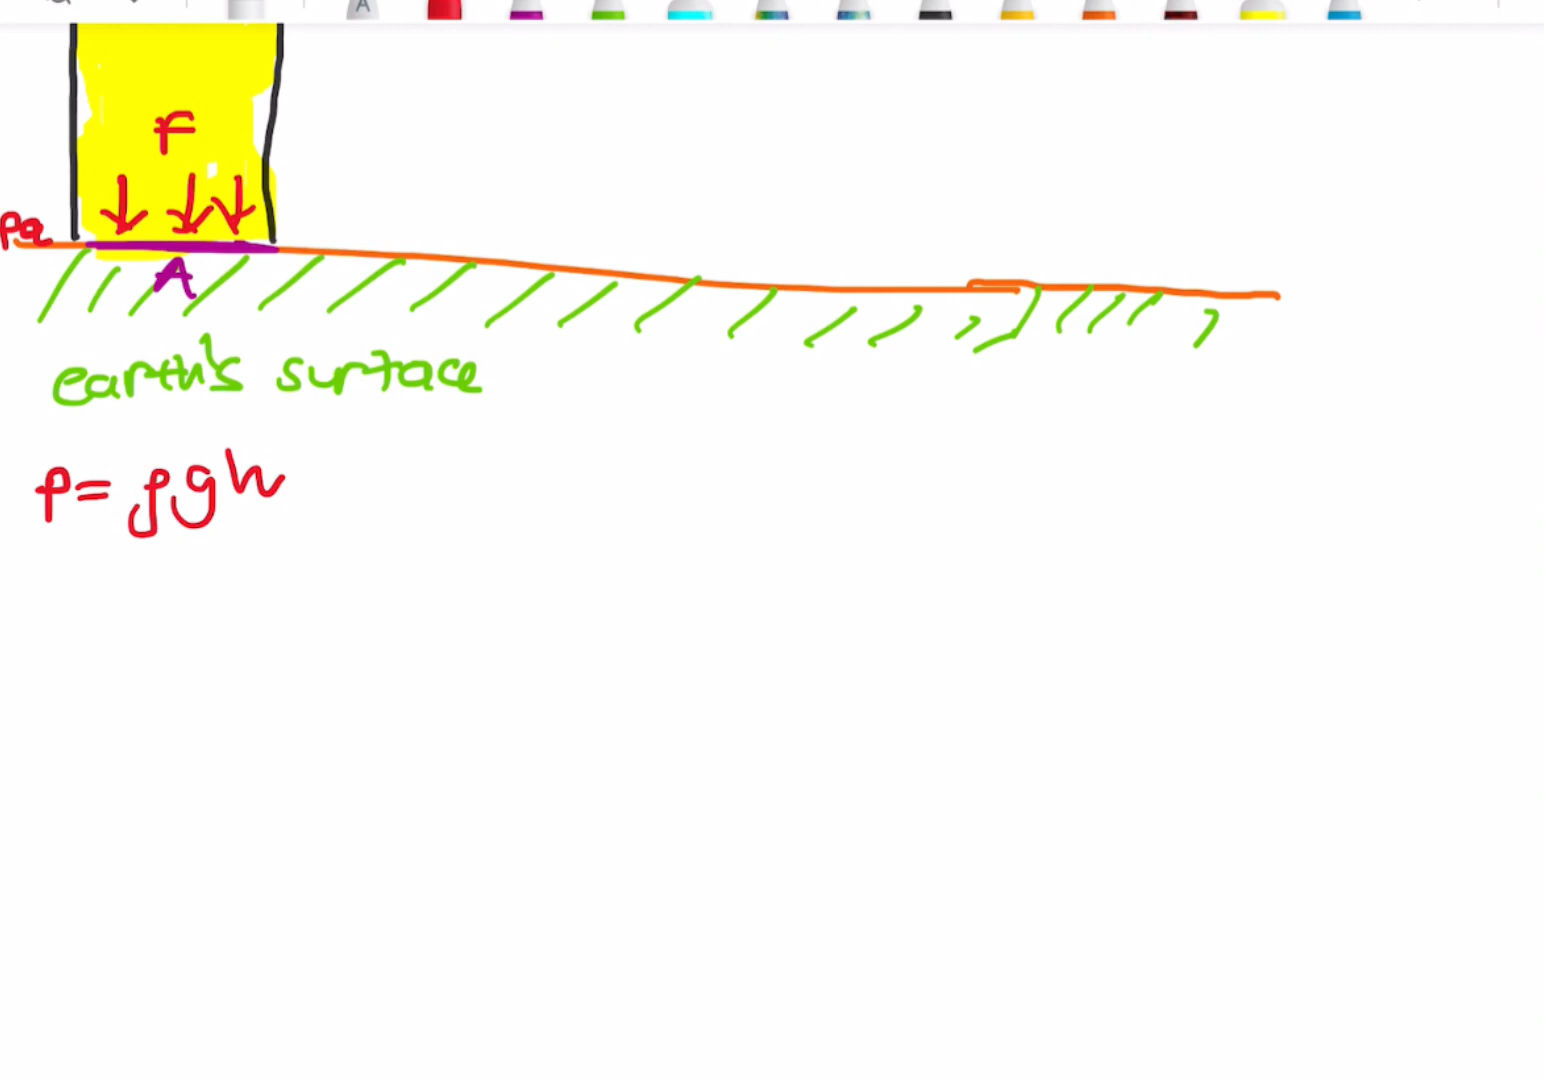 F
Pa
A
earth's surface
P= ρgh